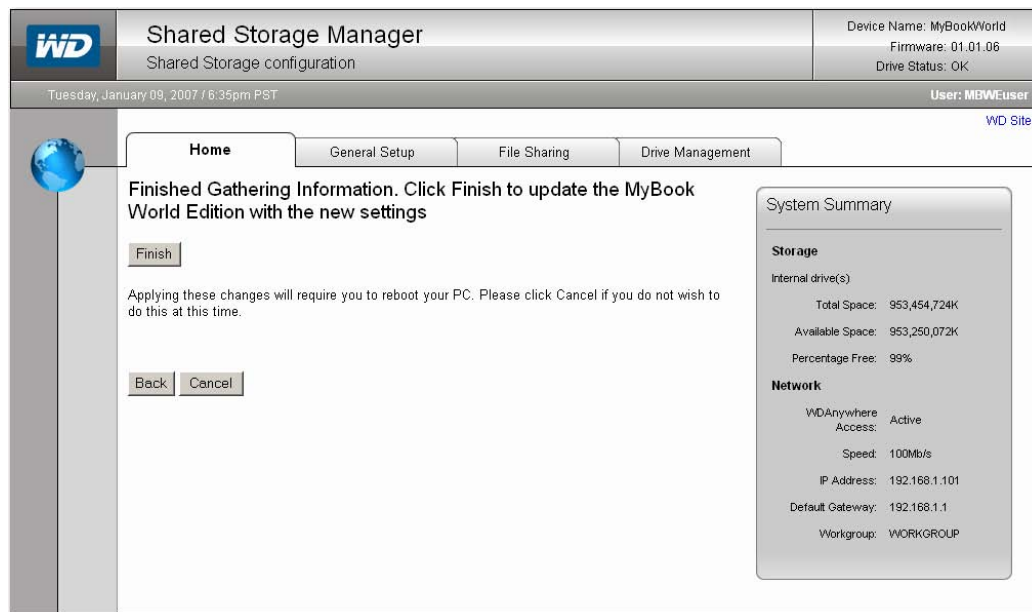 WD
Shared Storage Manager
Shared Storage configuration
Device Name: MyBookWorld
Firmware: 01.01.06
Drive Status: OK
Tuesday, January 09, 2007 / 6:35pm PST
User: MBWEuser
WD Site
Home
General Setup
File Sharing
Drive Management
Finished Gathering Information. Click Finish to update the MyBook
World Edition with the new settings
Finish
Applying these changes will require you to reboot your PC. Please click Cancel if you do not wish to
do this at this time.
Back
Cancel
System Summary
Storage
Internal drive(s)
Total Space: 953,454,724K
Available Space: 953,250,072K
Percentage Free: 99%
Network
WDAnywhere
Access: Active
Speed: 100Mb/s
IP Address: 192.168.1.101
Default Gateway: 192.168.1.1
Workgroup: WORKGROUP